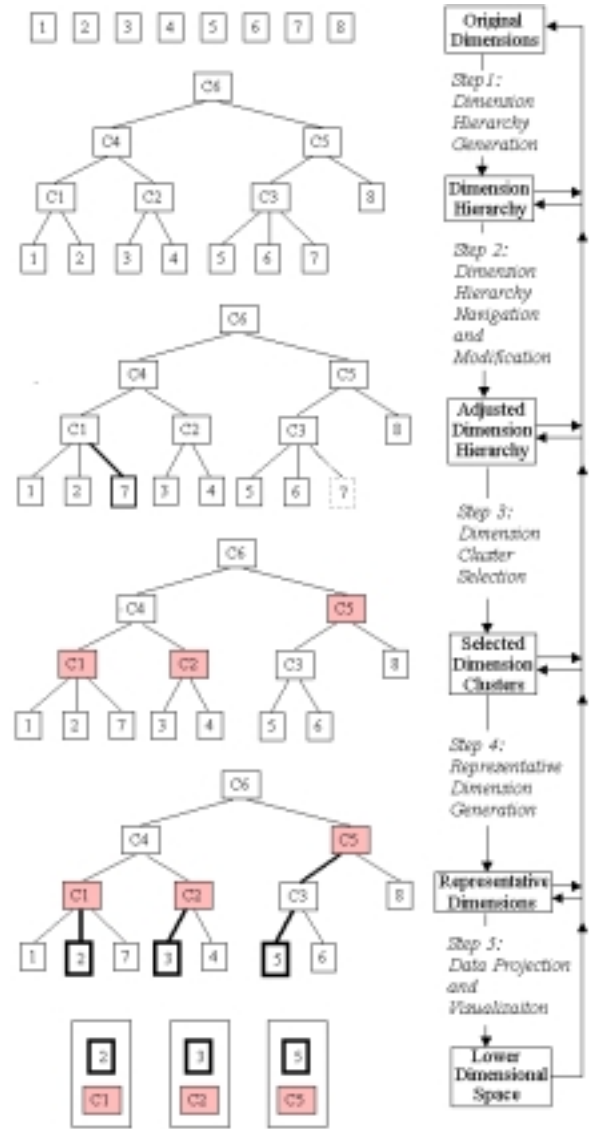 1 2 3 4 5 6 7 8
Original
Dimensions
Step 1:
Dimension
Hierarchy
Generation
C6
C4 C5
C1 C2 C3 8
1 2 3 4 5 6 7
Dimension
Hierarchy
Step 2:
Dimension
Hierarchy
Navigation
and
Modification
C6
C4 C5
C1 C2 C3 8
1 2 7 3 4 5 6 7
Adjusted
Dimension
Hierarchy
Step 3:
Dimension
Cluster
Selection
C6
C4 C5
C1 C2 C3 8
1 2 7 3 4 5 6
Selected
Dimension
Clusters
Step 4:
Representative
Dimension
Generation
C6
C4 C5
C1 C2 C3 8
1 2 7 3 4 5 6
Representative
Dimensions
Step 5:
Data Projection
and
Visualizaiton
2 3 5
C1 C2 C5
Lower
Dimensional
Space